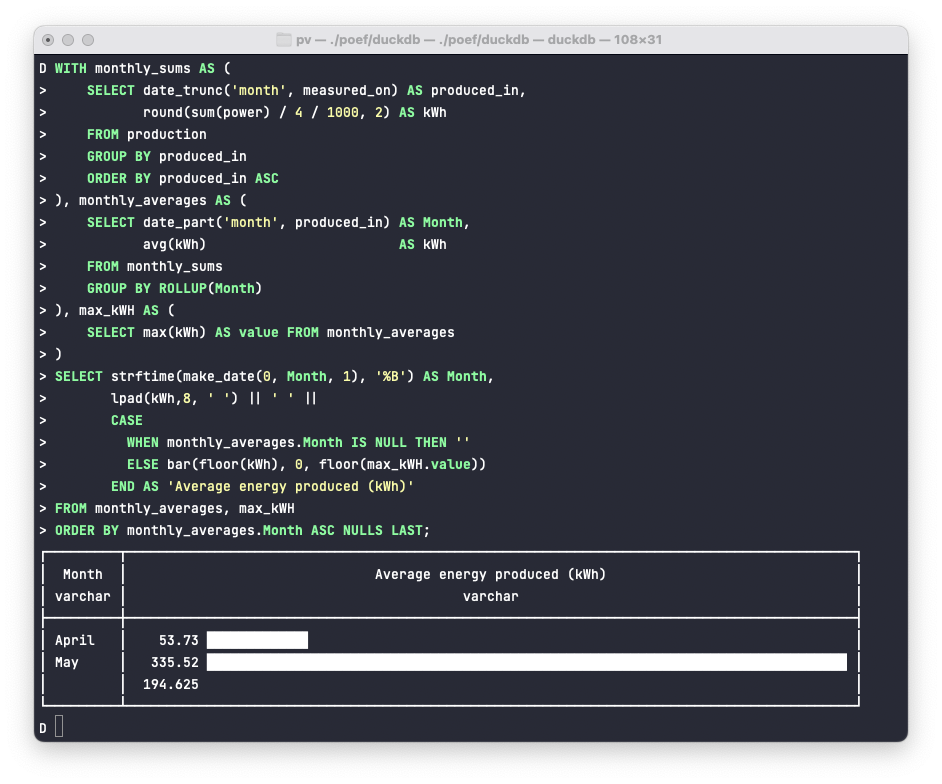 pv — ./poef/duckdb — ./poef/duckdb — duckdb — 108×31
D WITH monthly_sums AS (
>     SELECT date_trunc('month', measured_on) AS produced_in,
>            round(sum(power) / 4 / 1000, 2) AS kWh
>     FROM production
>     GROUP BY produced_in
>     ORDER BY produced_in ASC
> ), monthly_averages AS (
>     SELECT date_part('month', produced_in) AS Month,
>            avg(kWh)                        AS kWh
>     FROM monthly_sums
>     GROUP BY ROLLUP(Month)
> ), max_kWH AS (
>     SELECT max(kWh) AS value FROM monthly_averages
> )
> SELECT strftime(make_date(0, Month, 1), '%B') AS Month,
>        lpad(kWh,8, ' ') || ' ' ||
>        CASE
>          WHEN monthly_averages.Month IS NULL THEN ''
>          ELSE bar(floor(kWh), 0, floor(max_kWH.value))
>        END AS 'Average energy produced (kWh)'
> FROM monthly_averages, max_kWH
> ORDER BY monthly_averages.Month ASC NULLS LAST;
Month Average energy produced (kWh)
varchar varchar
April 53.73
May 335.52
194.625
D